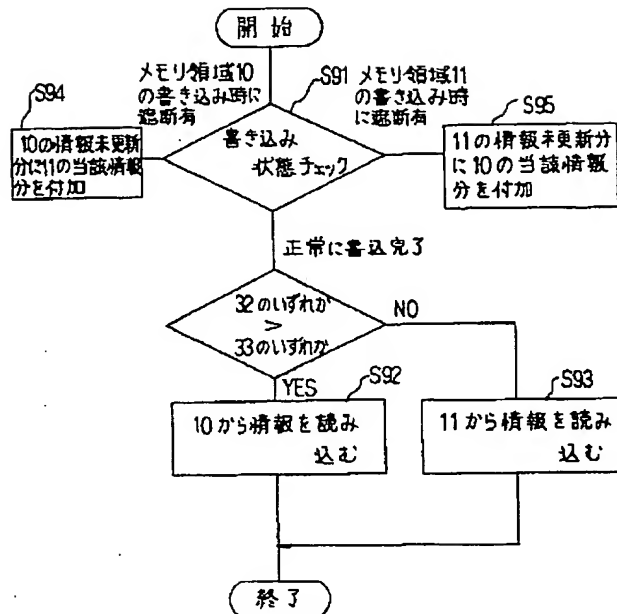 開始
メモリ領域10
の書き込み時に
遮断有
S91
メモリ領域11
の書き込み時
に遮断有
S94
10の情報未更新
分に11の当該情報
分を付加
書き込み
状態チェック
S95
11の情報未更新分
に10の当該情報
分を付加
正常に書込完了
32のいずれか
>
33のいずれか
NO
YES
S92
10から情報を読み
込む
S93
11から情報を読み
込む
終了